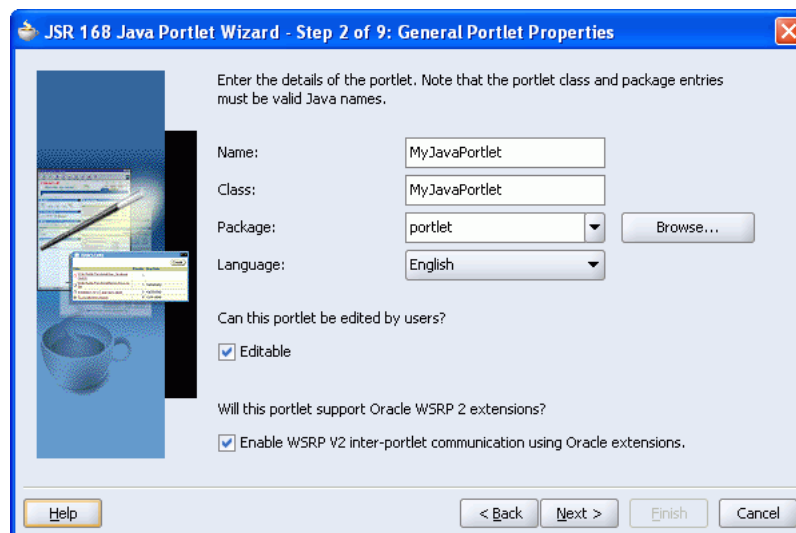 JSR 168 Java Portlet Wizard - Step 2 of 9: General Portlet Properties
Enter the details of the portlet. Note that the portlet class and package entries
must be valid Java names.
Name: MyJavaPortlet
Class: MyJavaPortlet
Package: portlet Browse...
Language: English
Can this portlet be edited by users?
Editable
Will this portlet support Oracle WSRP 2 extensions?
Enable WSRP V2 inter-portlet communication using Oracle extensions.
Help < Back Next > Finish Cancel